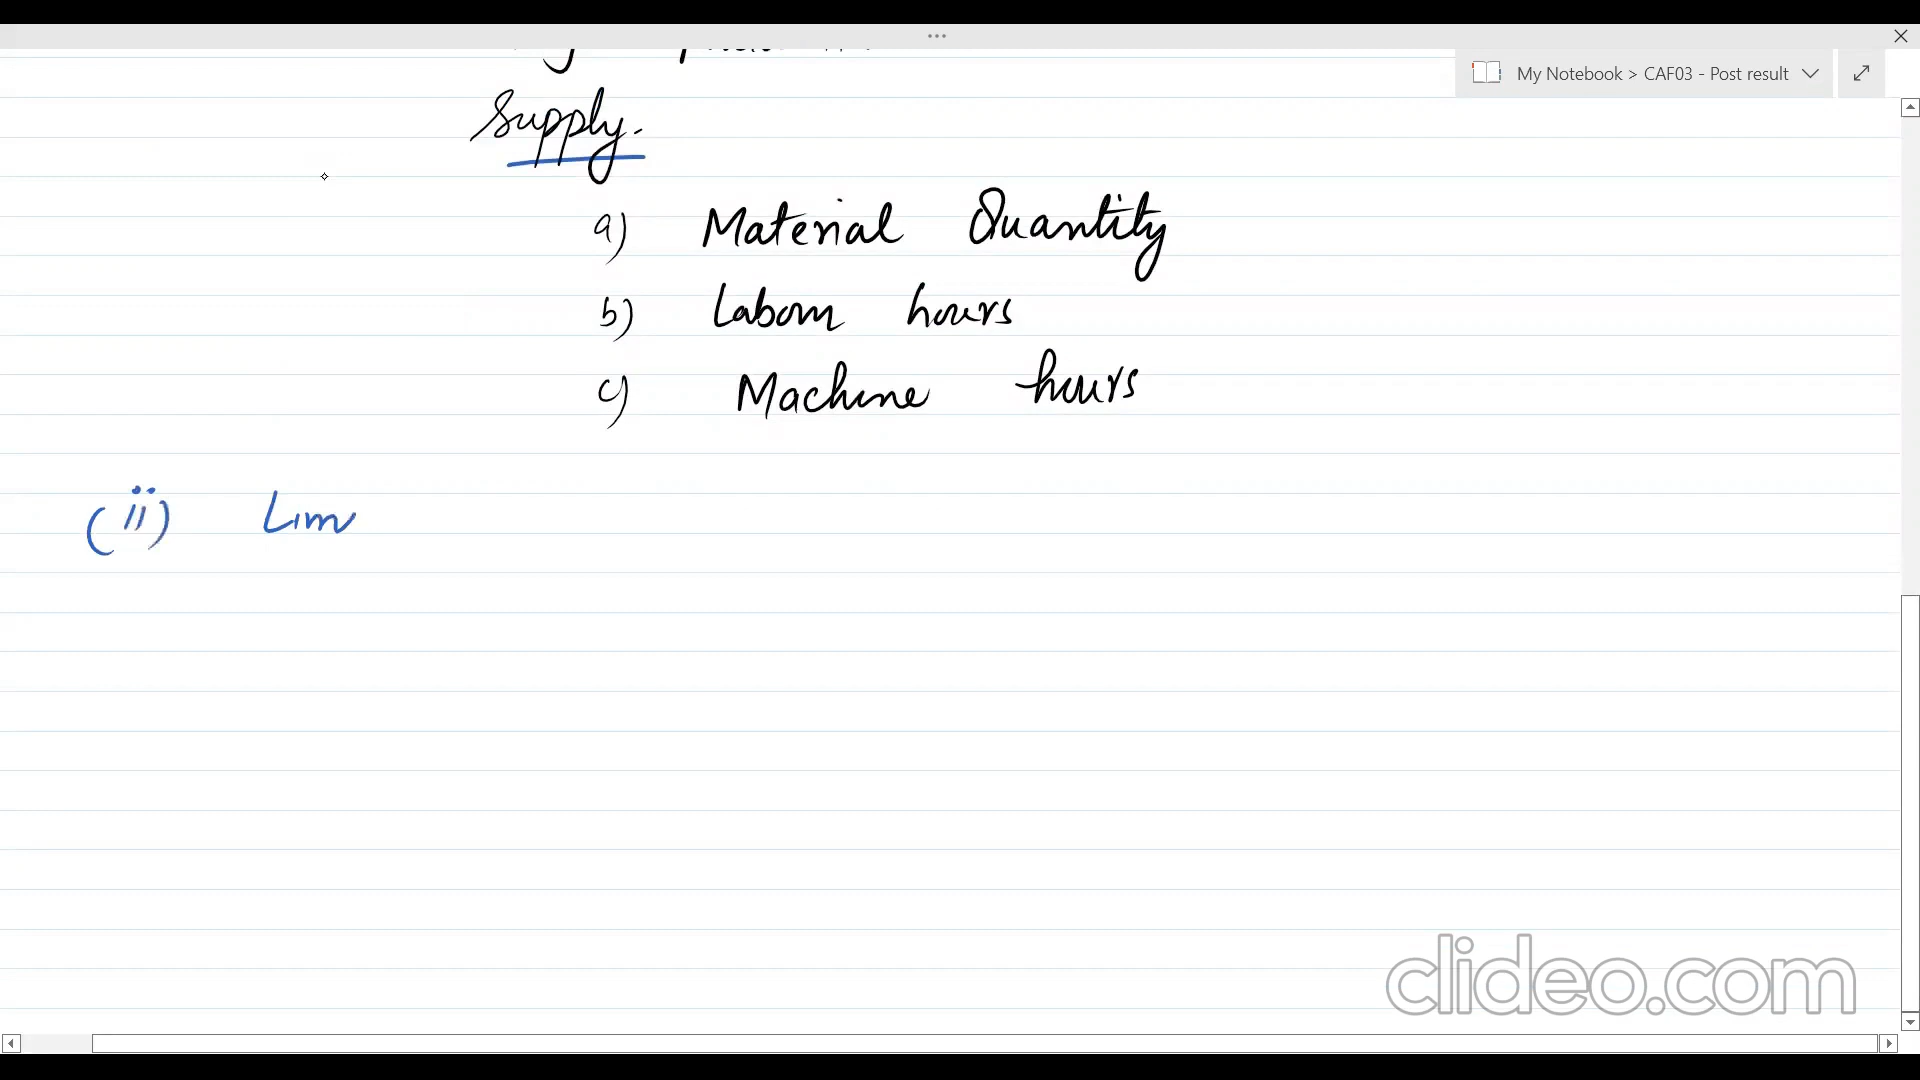 My Notebook > CAF03 - Post result
Supply.
a) Material Quantity
b) Labour hours
c) Machine hours
(ii) Lim
clideo.com